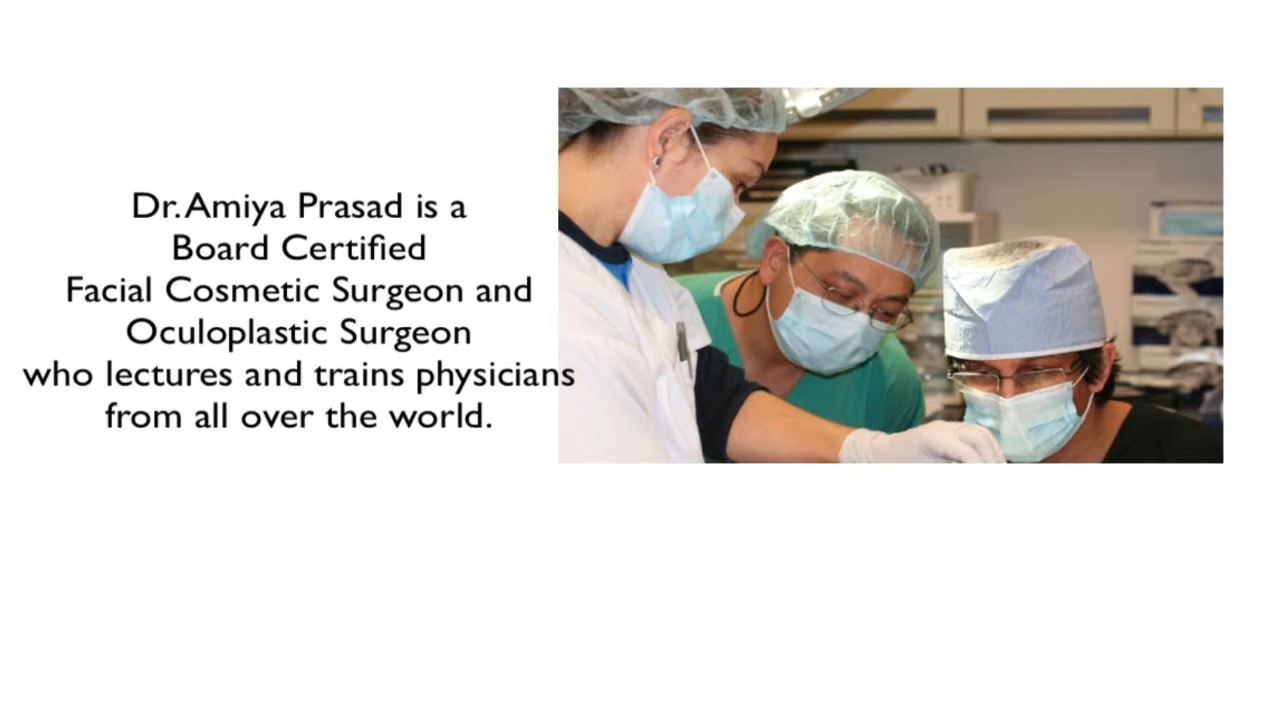 Dr. Amiya Prasad is a
Board Certified
Facial Cosmetic Surgeon and
Oculoplastic Surgeon
who lectures and trains physicians
from all over the world.